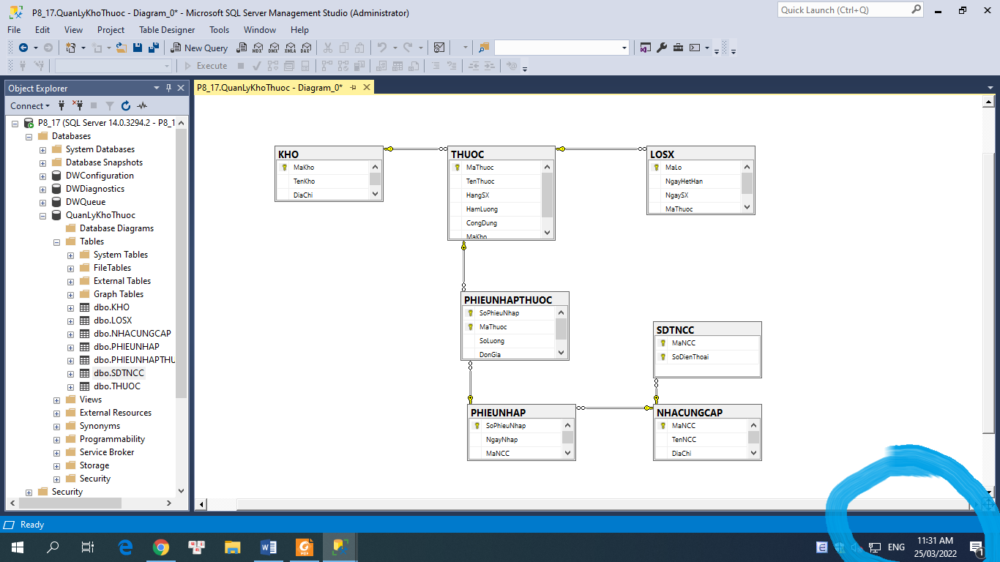 P8_17.QuanLyKhoThuoc - Diagram_0* - Microsoft SQL Server Management Studio (Administrator)
Quick Launch (Ctrl+Q)
File Edit View Project Table Designer Tools Window Help
New Query MDX DMX XMLA DAX
Execute
Object Explorer
P8_17.QuanLyKhoThuoc - Diagram_0*
Connect
P8_17 (SQL Server 14.0.3294.2 - P8_1
Databases
System Databases
Database Snapshots
DWConfiguration
DWDiagnostics
DWQueue
QuanLyKhoThuoc
Database Diagrams
Tables
System Tables
FileTables
External Tables
Graph Tables
dbo.KHO
dbo.LOSX
dbo.NHACUNGCAP
dbo.PHIEUNHAP
dbo.PHIEUNHAPTHU
dbo.SDTNCC
dbo.THUOC
Views
External Resources
Synonyms
Programmability
Service Broker
Storage
Security
Security
KHO
MaKho
TenKho
DiaChi
THUOC
MaThuoc
TenThuoc
HangSX
HamLuong
CongDung
MaKho
LOSX
MaLo
NgayHetHan
NgaySX
MaThuoc
PHIEUNHAPTHUOC
SoPhieuNhap
MaThuoc
SoLuong
DonGia
SDTNCC
MaNCC
SoDienThoai
PHIEUNHAP
SoPhieuNhap
NgayNhap
MaNCC
NHACUNGCAP
MaNCC
TenNCC
DiaChi
Ready
ENG
11:31 AM
25/03/2022
1